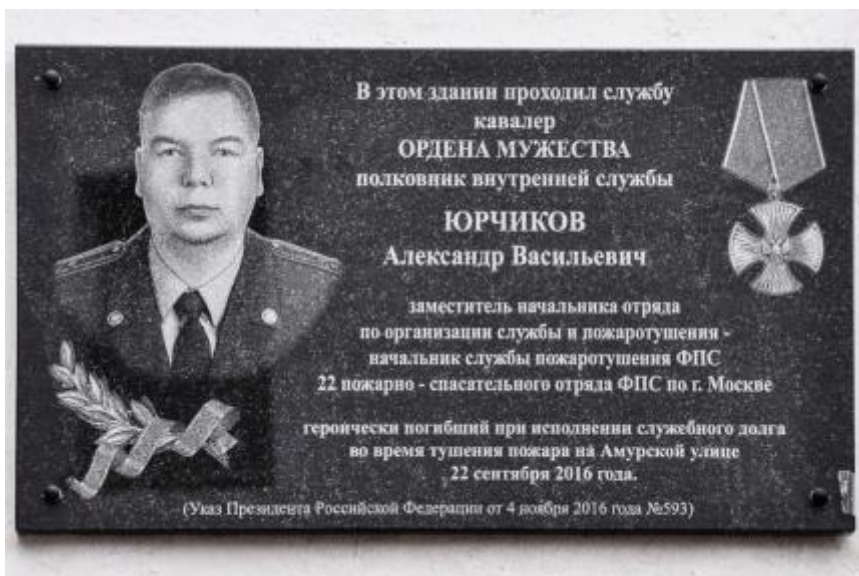 В этом здании проходил службу
кавалер
ОРДЕНА МУЖЕСТВА
полковник внутренней службы
ЮРЧИКОВ
Александр Васильевич
заместитель начальника отряда
по организации службы и пожаротушения -
начальник службы пожаротушения ФПС
22 пожарно - спасательного отряда ФПС по г. Москве
героически погибший при исполнении служебного долга
во время тушения пожара на Амурской улице
22 сентября 2016 года.
(Указ Президента Российской Федерации от 4 ноября 2016 года №593)